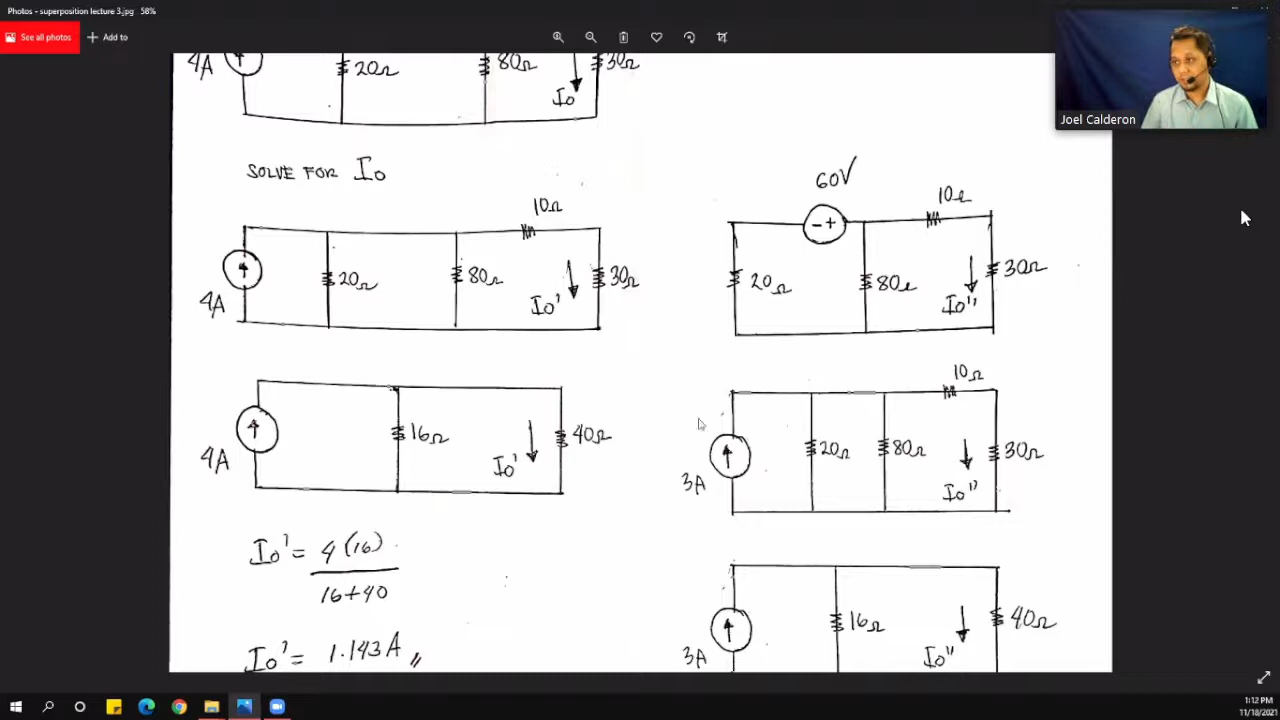 Photos - superposition lecture 3.jpg 58%
See all photos
Add to
Joel Calderon
4A
20Ω
80Ω
Io
30Ω
SOLVE FOR Io
10Ω
4A
20Ω
80Ω
Io'
30Ω
4A
16Ω
Io'
40Ω
Io' = 4(16)
16+40
Io' = 1.143A
60V
- +
10Ω
20Ω
80Ω
Io"
30Ω
10Ω
3A
20Ω
80Ω
Io"
30Ω
3A
16Ω
Io"
40Ω
1:12 PM
11/18/2021